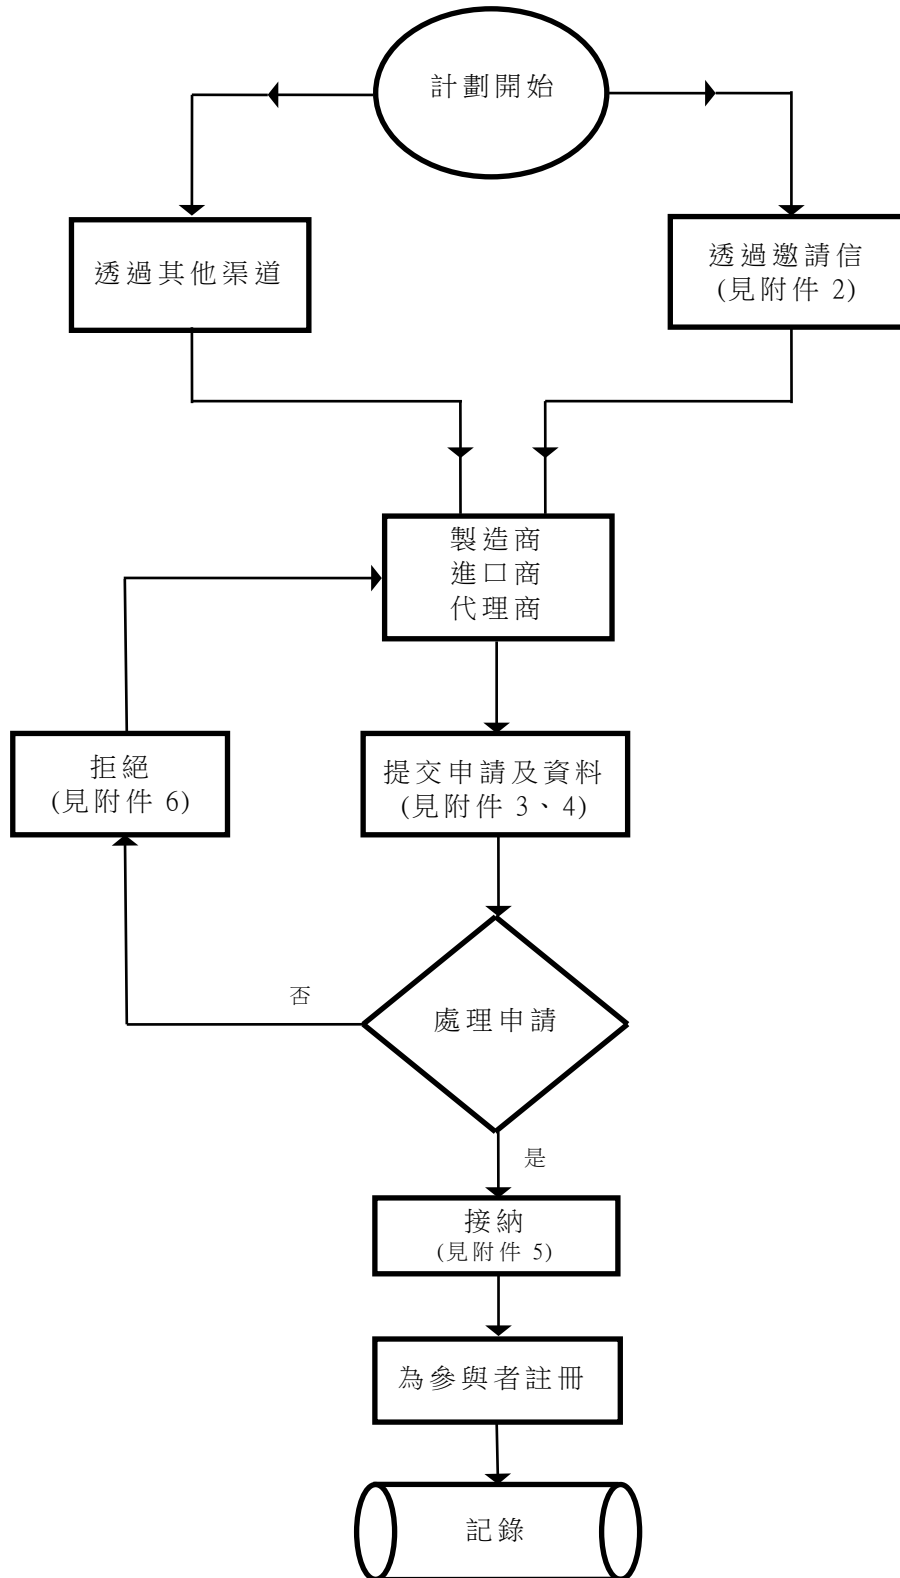 計劃開始
透過其他渠道
透過邀請信
(見附件 2)
製造商
進口商
代理商
拒絕
(見附件 6)
提交申請及資料
(見附件 3、4)
否
處理申請
是
接納
(見附件 5)
為參與者註冊
記錄